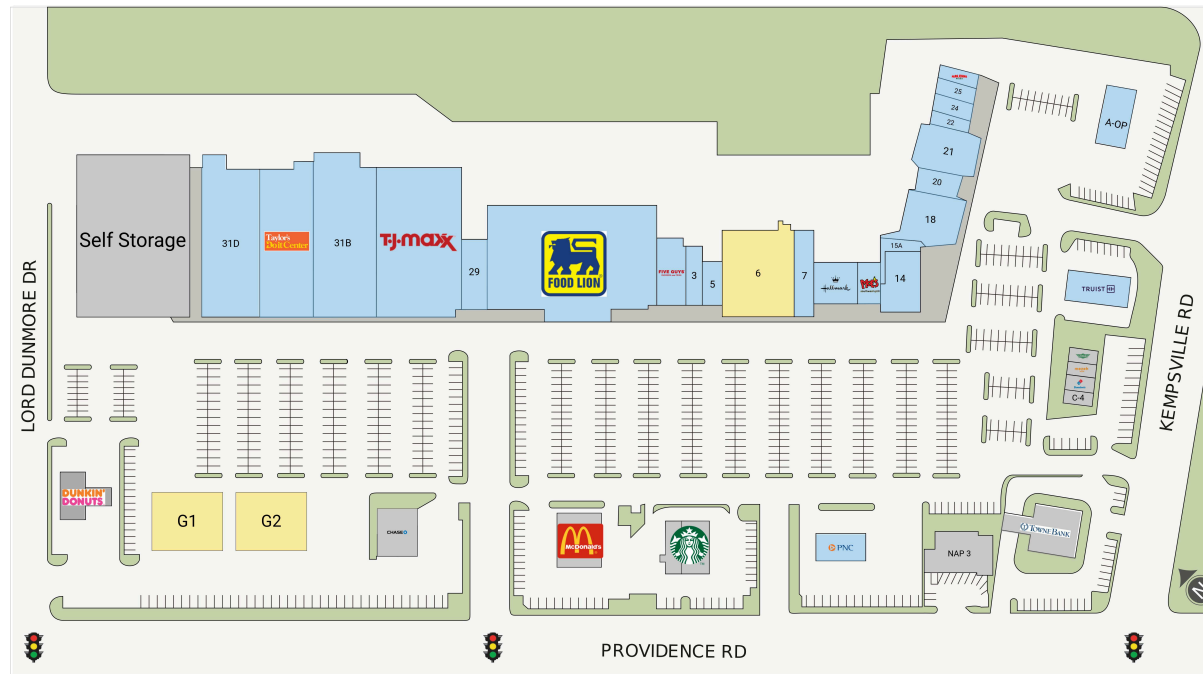 25
24
22
A-OP
21
20
18
15A
14
Self Storage
31D
Taylor's
Do it Center
31B
T·J·maxx
29
FOOD LION
FIVE GUYS
3
5
6
7
Hallmark
TRUIST
C-4
LORD DUNMORE DR
KEMPSVILLE RD
DUNKIN'
DONUTS
G1
G2
CHASE
McDonald's
PNC
NAP 3
TOWNE BANK
N
PROVIDENCE RD